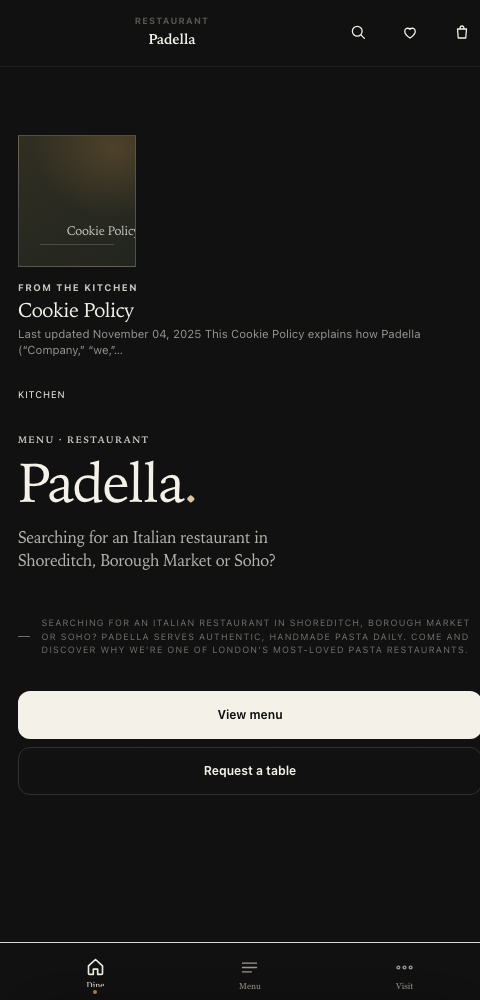 RESTAURANT
Padella
Cookie Policy
FROM THE KITCHEN
Cookie Policy
Last updated November 04, 2025 This Cookie Policy explains how Padella
(“Company,” “we,”...
KITCHEN
MENU · RESTAURANT
Padella.
Searching for an Italian restaurant in
Shoreditch, Borough Market or Soho?
— SEARCHING FOR AN ITALIAN RESTAURANT IN SHOREDITCH, BOROUGH MARKET
OR SOHO? PADELLA SERVES AUTHENTIC, HANDMADE PASTA DAILY. COME AND
DISCOVER WHY WE'RE ONE OF LONDON'S MOST-LOVED PASTA RESTAURANTS.
View menu
Request a table
Dine
Menu
Visit